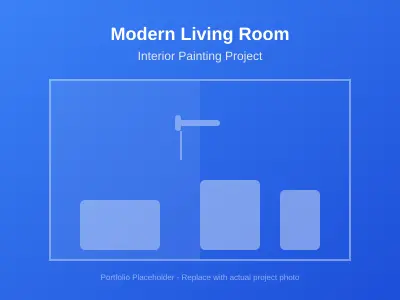 Modern Living Room
Interior Painting Project
Portfolio Placeholder - Replace with actual project photo